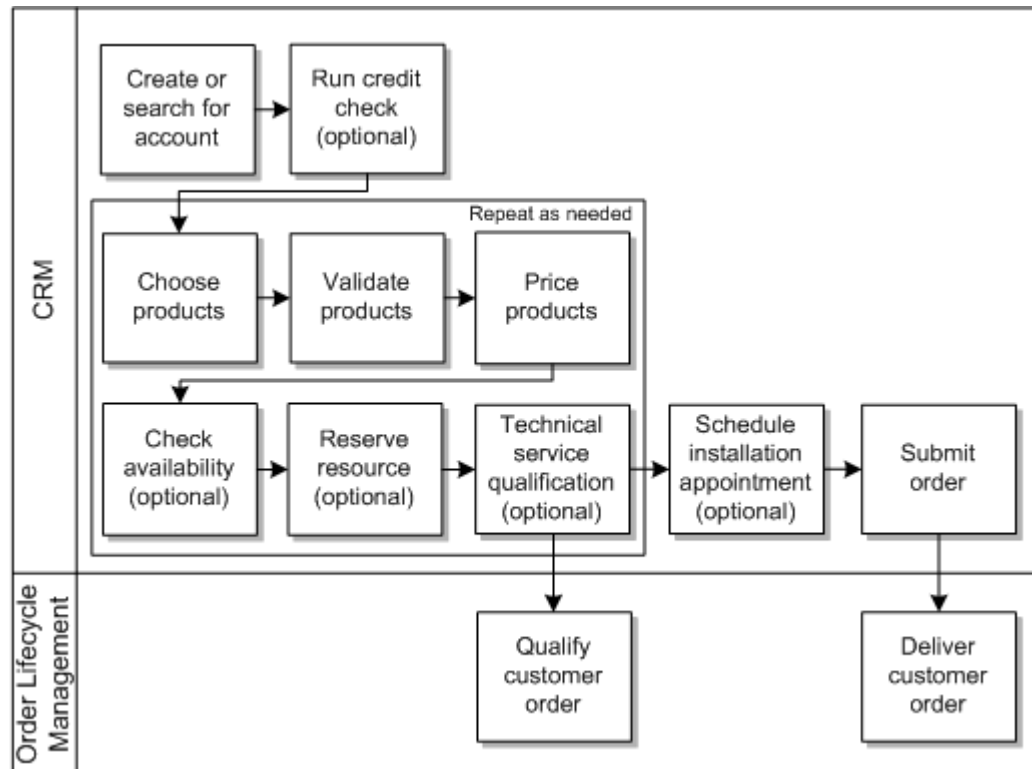 CRM
Create or
search for
account
Run credit
check
(optional)
Repeat as needed
Choose
products
Validate
products
Price
products
Check
availability
(optional)
Reserve
resource
(optional)
Technical
service
qualification
(optional)
Schedule
installation
appointment
(optional)
Submit
order
Order Lifecycle
Management
Qualify
customer
order
Deliver
customer
order